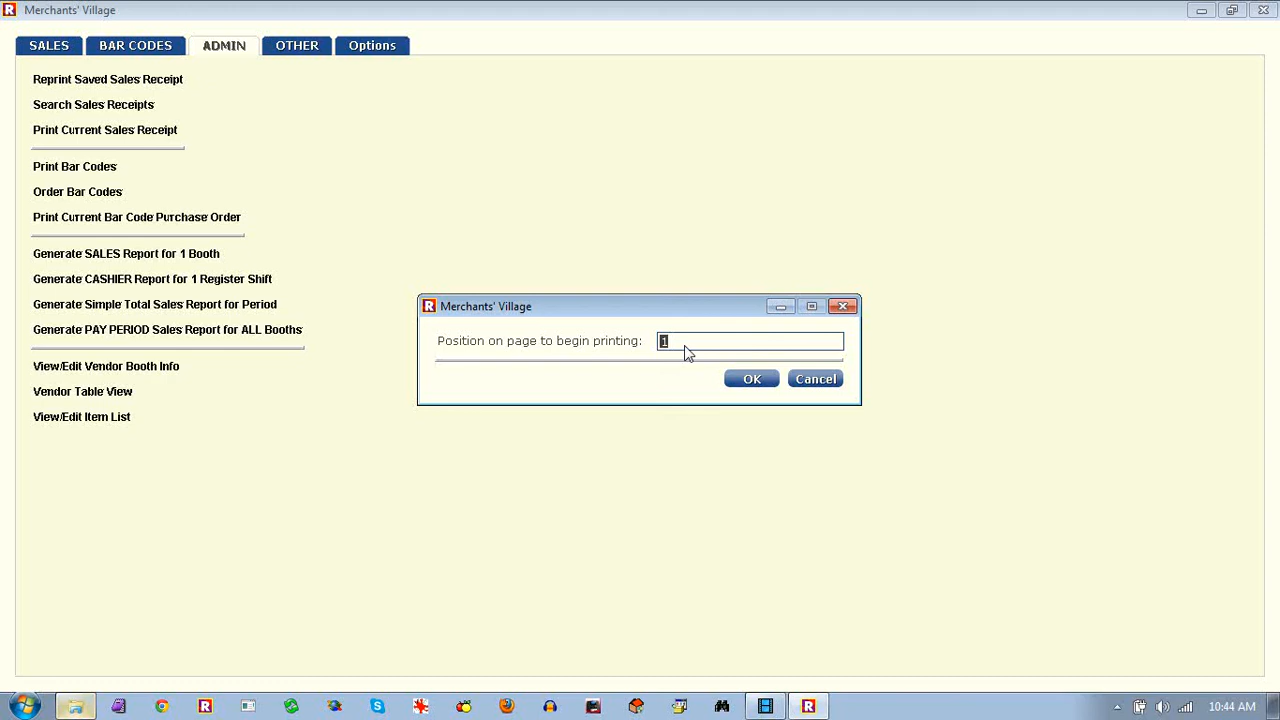 Merchants' Village
SALES
BAR CODES
ADMIN
OTHER
Options
Reprint Saved Sales Receipt
Search Sales Receipts
Print Current Sales Receipt
Print Bar Codes
Order Bar Codes
Print Current Bar Code Purchase Order
Generate SALES Report for 1 Booth
Generate CASHIER Report for 1 Register Shift
Generate Simple Total Sales Report for Period
Generate PAY PERIOD Sales Report for ALL Booths
View/Edit Vendor Booth Info
Vendor Table View
View/Edit Item List
Merchants' Village
Position on page to begin printing: 1
OK
Cancel
10:44 AM